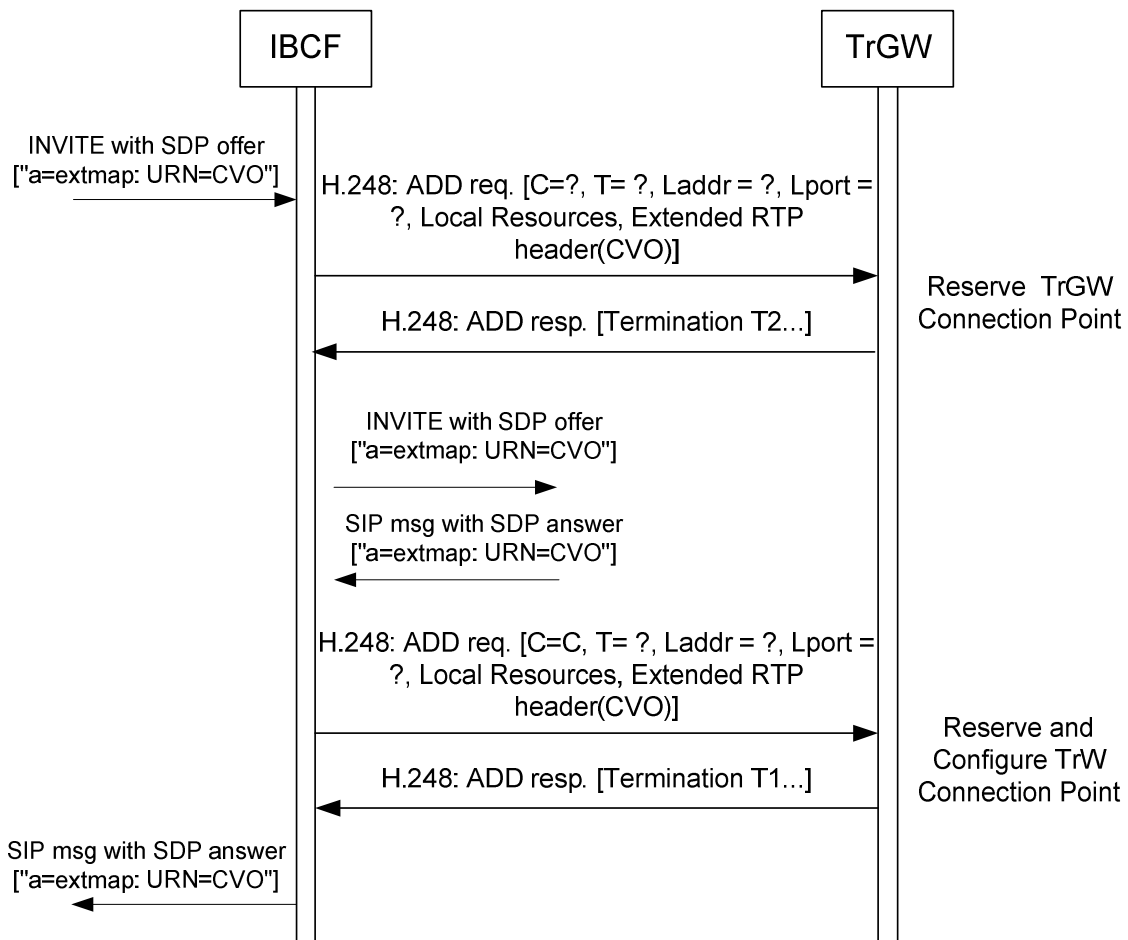 IBCF
TrGW
INVITE with SDP offer
["a=extmap: URN=CVO"]
H.248: ADD req. [C=?, T= ?, Laddr = ?, Lport =
?, Local Resources, Extended RTP
header(CVO)]
Reserve TrGW
Connection Point
H.248: ADD resp. [Termination T2...]
INVITE with SDP offer
["a=extmap: URN=CVO"]
SIP msg with SDP answer
["a=extmap: URN=CVO"]
H.248: ADD req. [C=C, T= ?, Laddr = ?, Lport =
?, Local Resources, Extended RTP
header(CVO)]
Reserve and
Configure TrW
Connection Point
H.248: ADD resp. [Termination T1...]
SIP msg with SDP answer
["a=extmap: URN=CVO"]